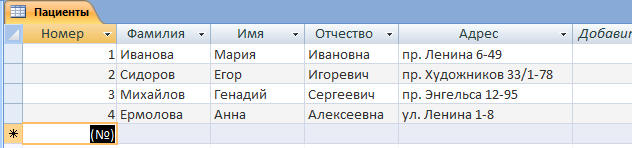 Пациенты
Номер Фамилия Имя Отчество Адрес Добавит
1 Иванова Мария Ивановна пр. Ленина 6-49
2 Сидоров Егор Игоревич пр. Художников 33/1-78
3 Михайлов Генадий Сергеевич пр. Энгельса 12-95
4 Ермолова Анна Алексеевна ул. Ленина 1-8
(№)